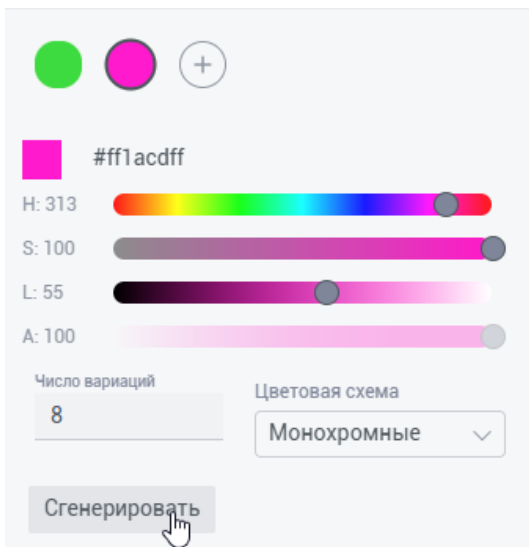 #ff1acdff
H: 313
S: 100
L: 55
A: 100
Число вариаций
8
Цветовая схема
Монохромные
Сгенерировать